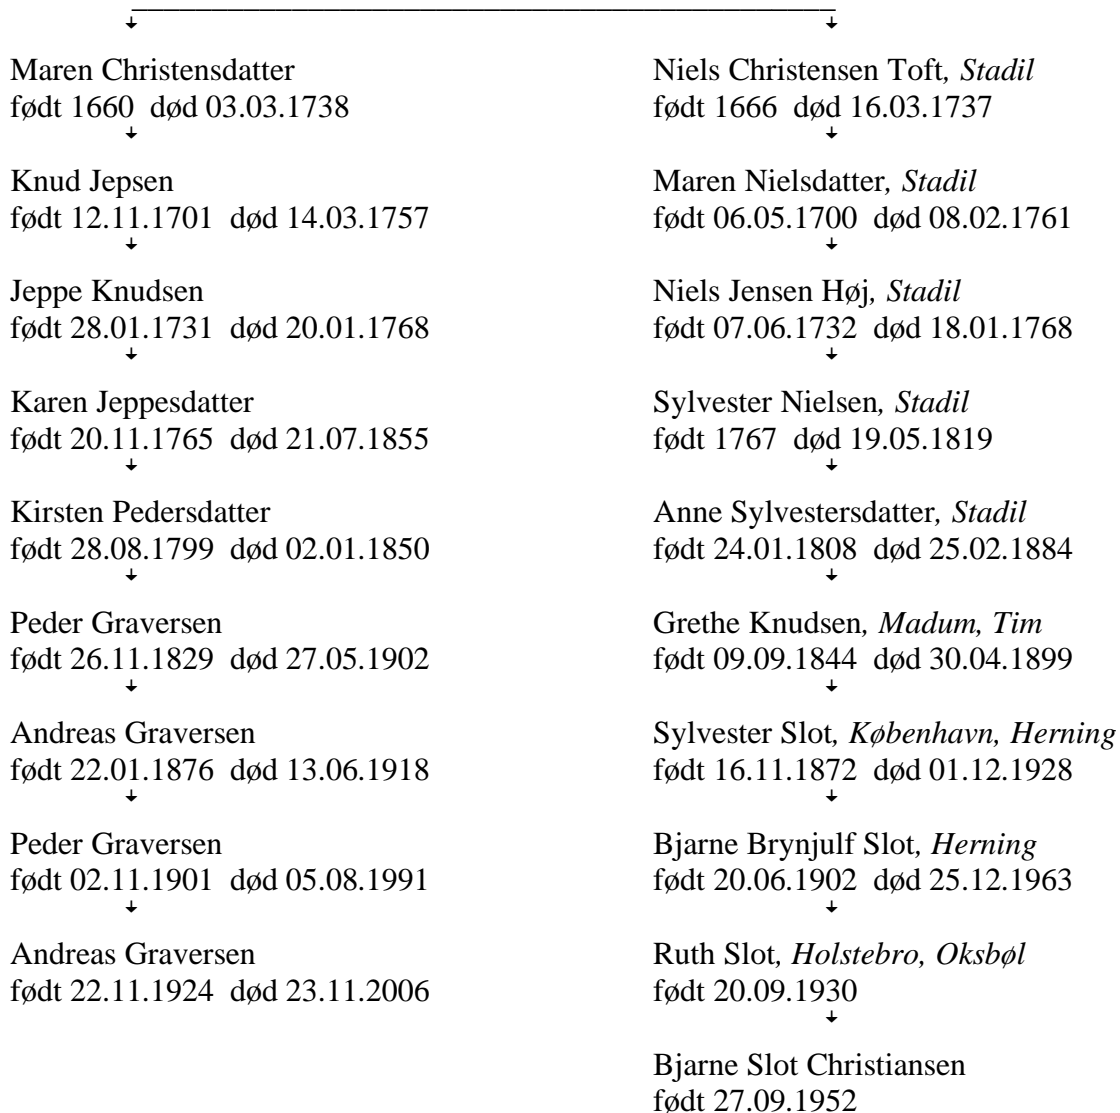 Maren Christensdatter
født 1660 død 03.03.1738
Knud Jepsen
født 12.11.1701 død 14.03.1757
Jeppe Knudsen
født 28.01.1731 død 20.01.1768
Karen Jeppesdatter
født 20.11.1765 død 21.07.1855
Kirsten Pedersdatter
født 28.08.1799 død 02.01.1850
Peder Graversen
født 26.11.1829 død 27.05.1902
Andreas Graversen
født 22.01.1876 død 13.06.1918
Peder Graversen
født 02.11.1901 død 05.08.1991
Andreas Graversen
født 22.11.1924 død 23.11.2006
Niels Christensen Toft, Stadil
født 1666 død 16.03.1737
Maren Nielsdatter, Stadil
født 06.05.1700 død 08.02.1761
Niels Jensen Høj, Stadil
født 07.06.1732 død 18.01.1768
Sylvester Nielsen, Stadil
født 1767 død 19.05.1819
Anne Sylvestersdatter, Stadil
født 24.01.1808 død 25.02.1884
Grethe Knudsen, Madum, Tim
født 09.09.1844 død 30.04.1899
Sylvester Slot, København, Herning
født 16.11.1872 død 01.12.1928
Bjarne Brynjulf Slot, Herning
født 20.06.1902 død 25.12.1963
Ruth Slot, Holstebro, Oksbøl
født 20.09.1930
Bjarne Slot Christiansen
født 27.09.1952